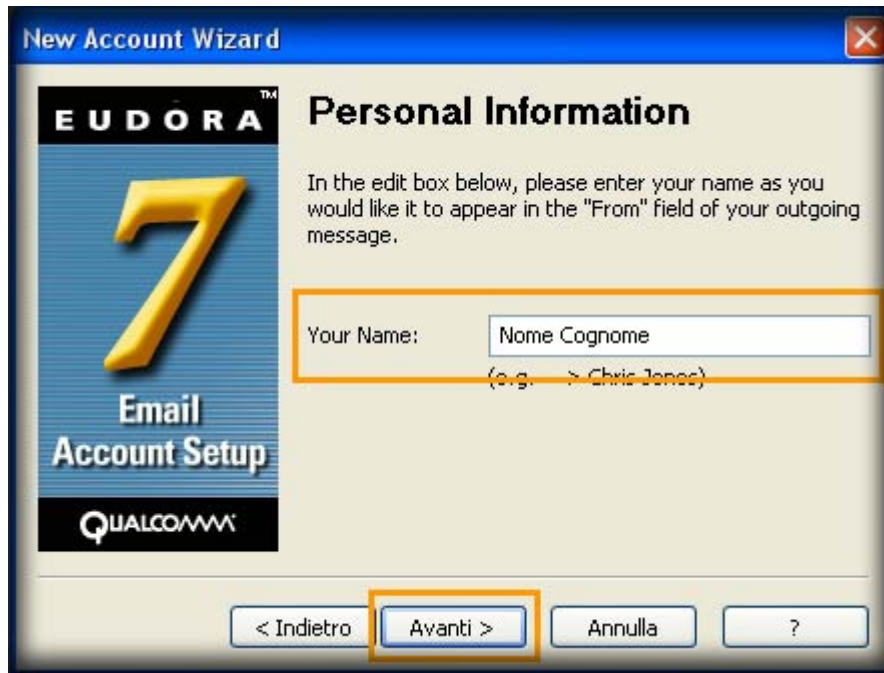 New Account Wizard
EUDORA™
7
Email
Account Setup
QUALCOMM
Personal Information
In the edit box below, please enter your name as you
would like it to appear in the "From" field of your outgoing
message.
Your Name: Nome Cognome
(e.g. --> Chris Jones)
< Indietro Avanti > Annulla ?